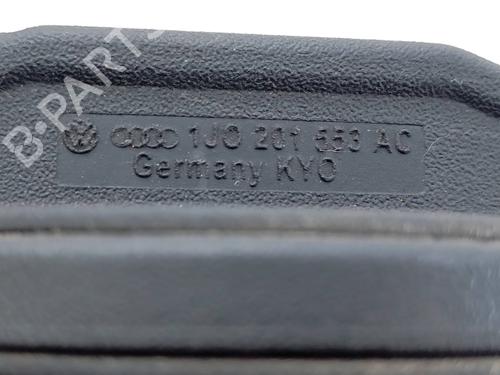 B-PARTS
1J0 201 553 AC
Germany KYO